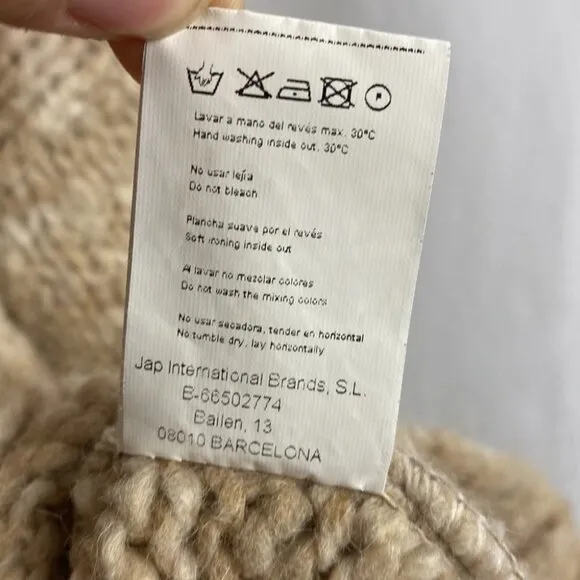 Lavar a mano del revés max. 30°C
Hand washing inside out. 30°C
No usar lejía
Do not bleach
Plancha suave por el revés
Soft ironing inside out
Al lavar no mezclar colores
Do not wash the mixing colors
No usar secadora, tender en horizontal
No tumble dry, lay horizontally
Jap International Brands, S.L.
B-66502774
Bailen, 13
08010 BARCELONA